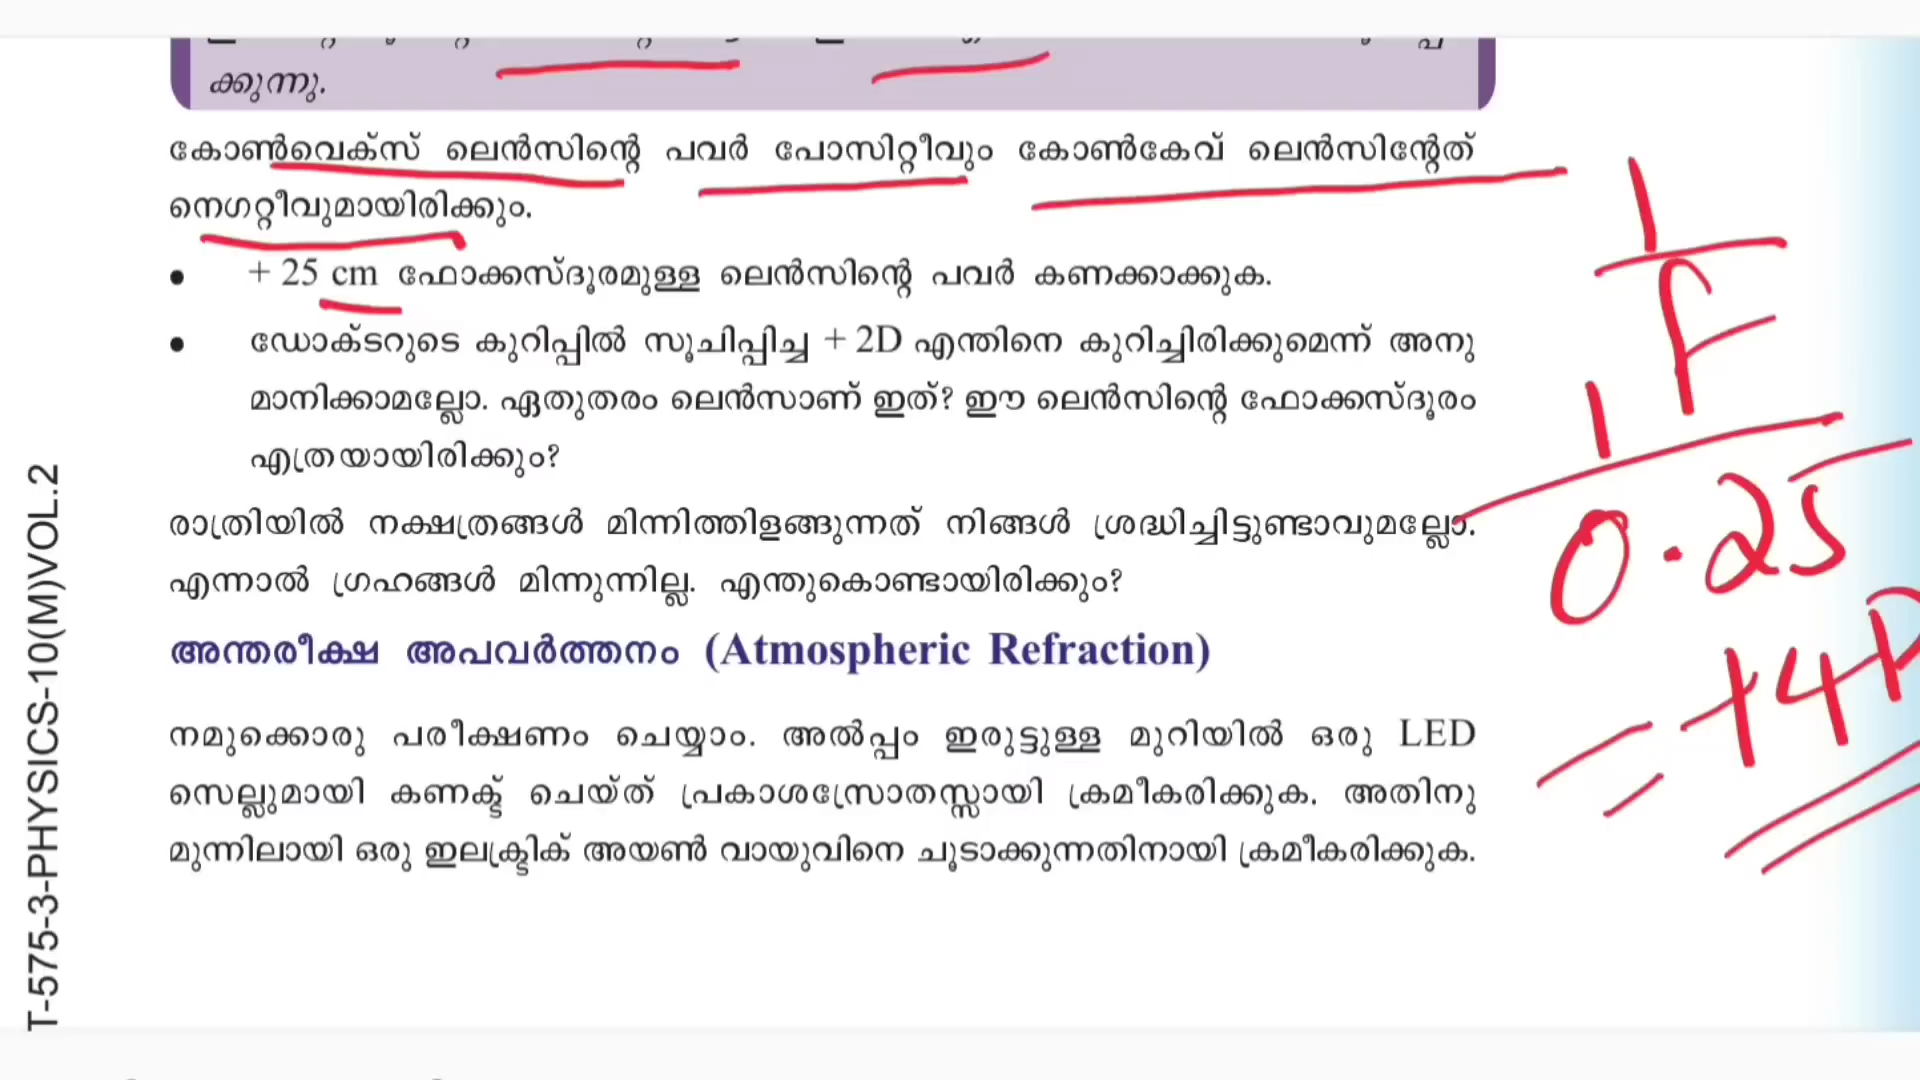 ക്കുന്നു.
കോൺവെക്സ് ലെൻസിന്റെ പവർ പോസിറ്റീവും കോൺകേവ് ലെൻസിന്റേത്
നെഗറ്റീവുമായിരിക്കും.
• + 25 cm ഫോക്കസ്ദൂരമുള്ള ലെൻസിന്റെ പവർ കണക്കാക്കുക.
• ഡോക്ടറുടെ കുറിപ്പിൽ സൂചിപ്പിച്ച + 2D എന്തിനെ കുറിച്ചിരിക്കുമെന്ന് അനു
മാനിക്കാമല്ലോ. ഏതുതരം ലെൻസാണ് ഇത്? ഈ ലെൻസിന്റെ ഫോക്കസ്ദൂരം
എത്രയായിരിക്കും?
രാത്രിയിൽ നക്ഷത്രങ്ങൾ മിന്നിത്തിളങ്ങുന്നത് നിങ്ങൾ ശ്രദ്ധിച്ചിട്ടുണ്ടാവുമല്ലോ.
എന്നാൽ ഗ്രഹങ്ങൾ മിന്നുന്നില്ല. എന്തുകൊണ്ടായിരിക്കും?
അന്തരീക്ഷ അപവർത്തനം (Atmospheric Refraction)
നമുക്കൊരു പരീക്ഷണം ചെയ്യാം. അൽപ്പം ഇരുട്ടുള്ള മുറിയിൽ ഒരു LED
സെല്ലുമായി കണക്ട് ചെയ്ത് പ്രകാശസ്രോതസ്സായി ക്രമീകരിക്കുക. അതിനു
മുന്നിലായി ഒരു ഇലക്ട്രിക് അയൺ വായുവിനെ ചൂടാക്കുന്നതിനായി ക്രമീകരിക്കുക.
T-575-3-PHYSICS-10(M)VOL.2
1
F
1
0.25
= +4D